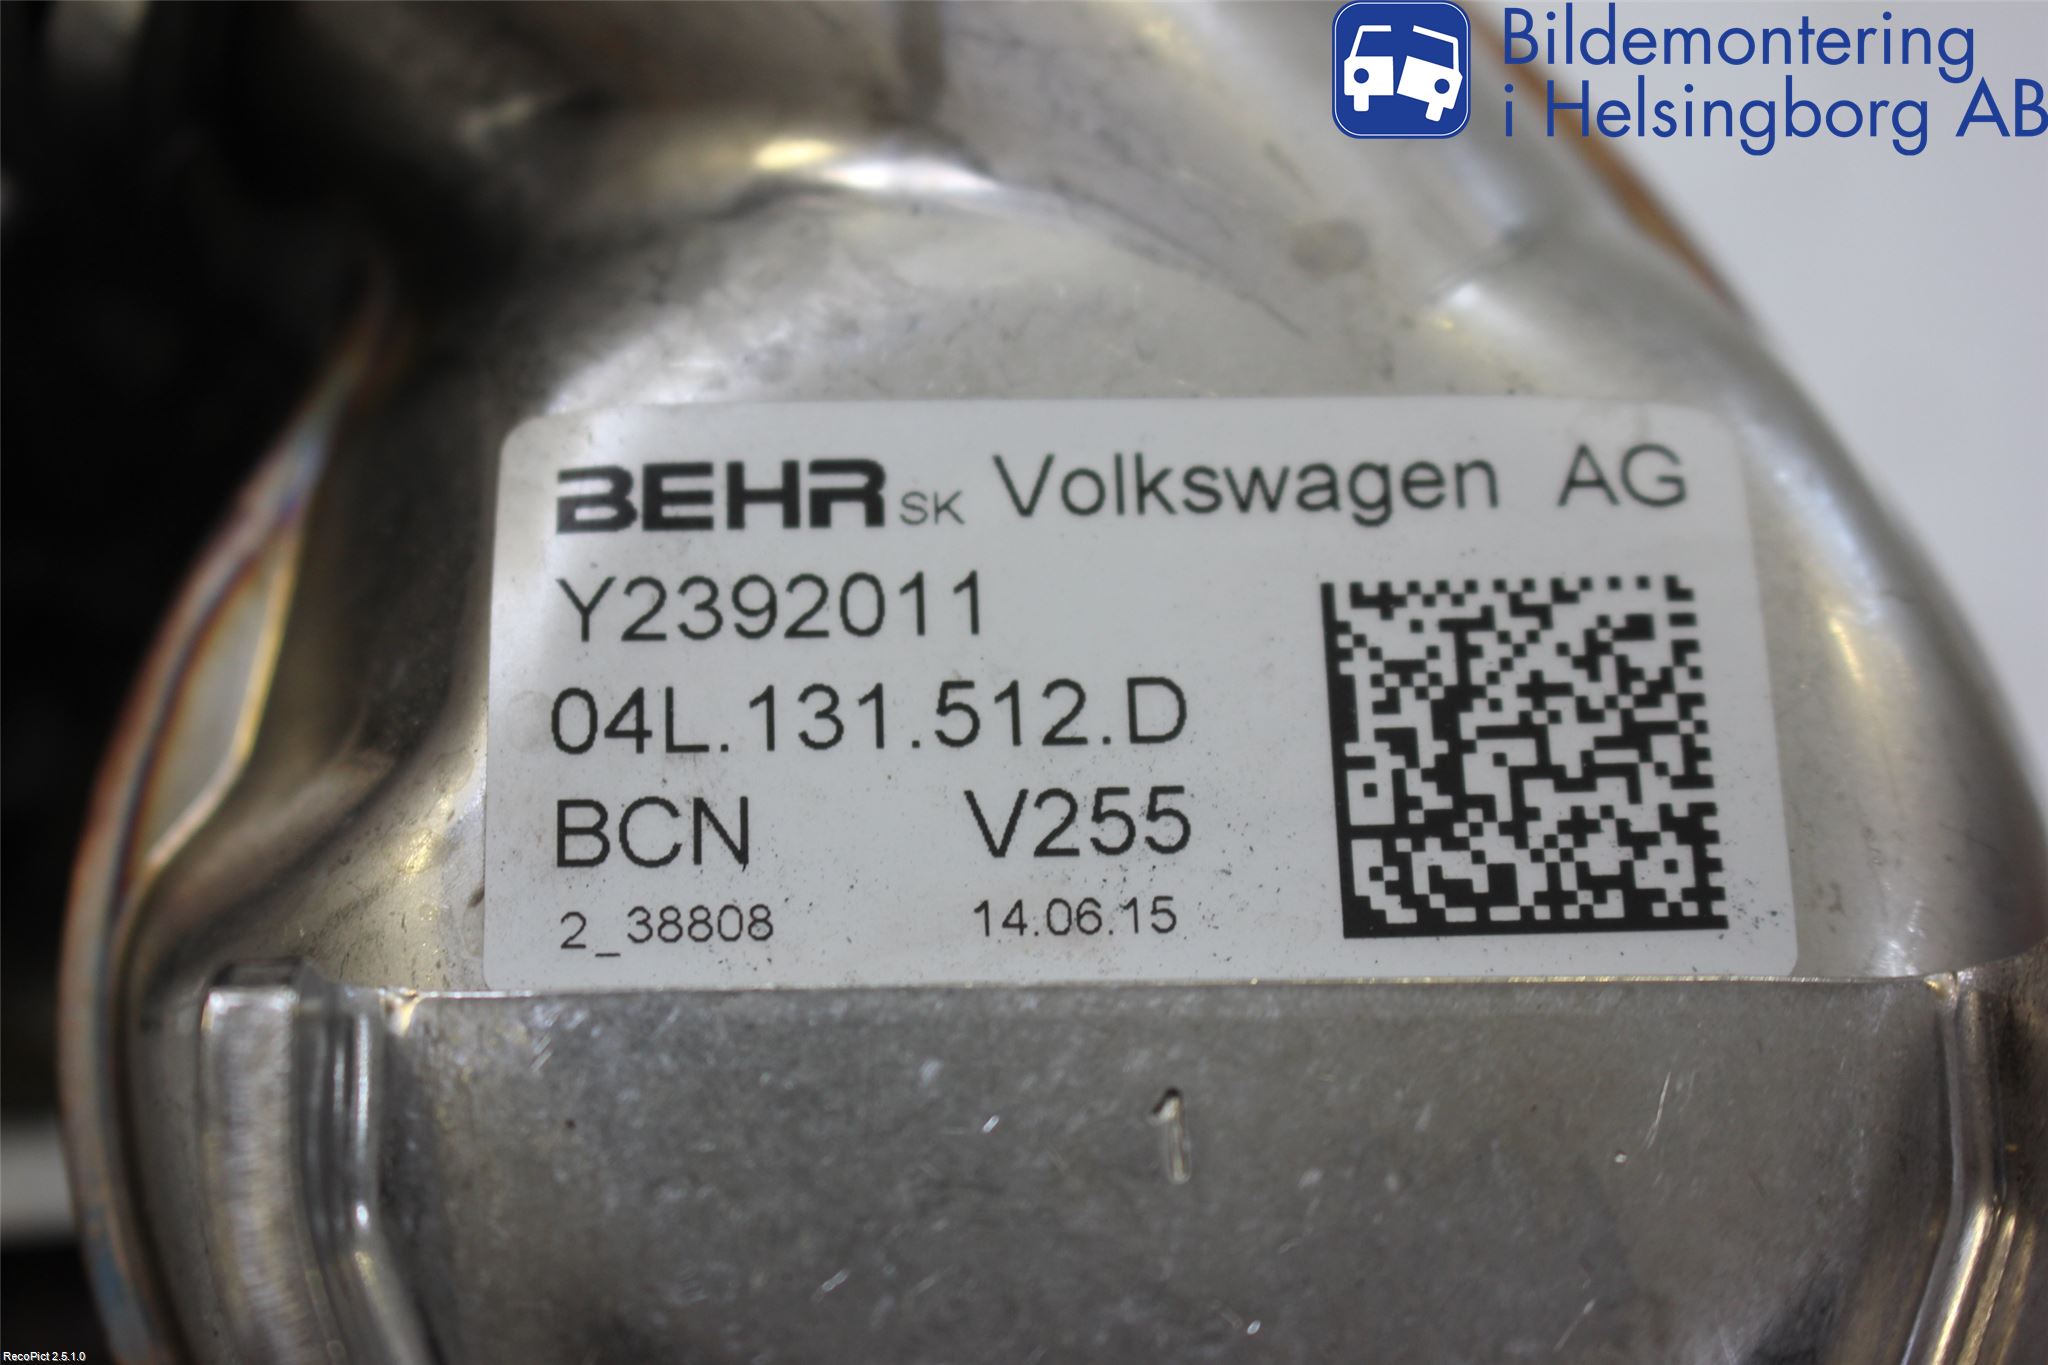 Bildemontering
i Helsingborg AB
BEHR SK Volkswagen AG
Y2392011
04L.131.512.D
BCN V255
2_38808 14.06.15
1
RecoPict 2.5.1.0